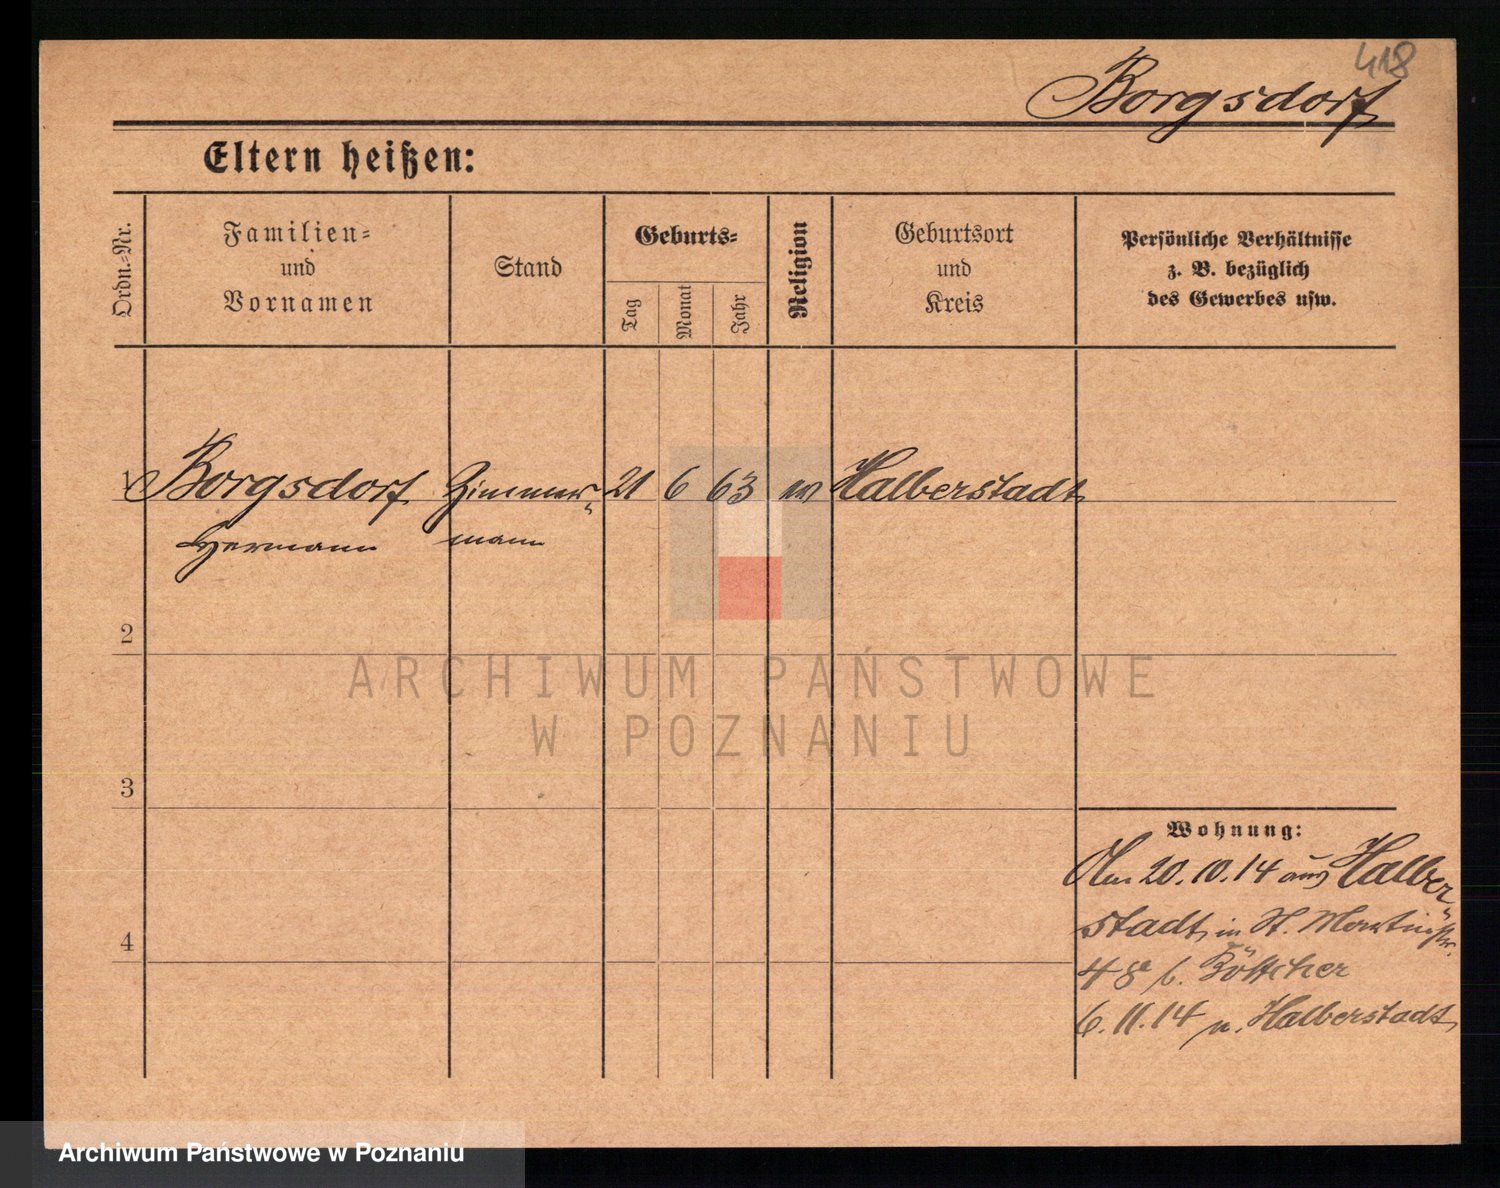 418
Borgsdorf
Eltern heißen:
Ordn.=Nr.
Familien=
und
Vornamen
Stand
Geburts=
Tag
Monat
Jahr
Religion
Geburtsort
und
Kreis
Persönliche Verhältnisse
z. B. bezüglich
des Gewerbes usw.
1 Borgsdorf Zimmer= 21 6 63 ev Halberstadt
Hermann mann
2
3
4
Wohnung:
Am 20.10.14 aus Halber=
stadt, in St. Martinstr.
48 b. Böttcher
6.11.14 n. Halberstadt
ARCHIWUM PAŃSTWOWE
W POZNANIU
Archiwum Państwowe w Poznaniu